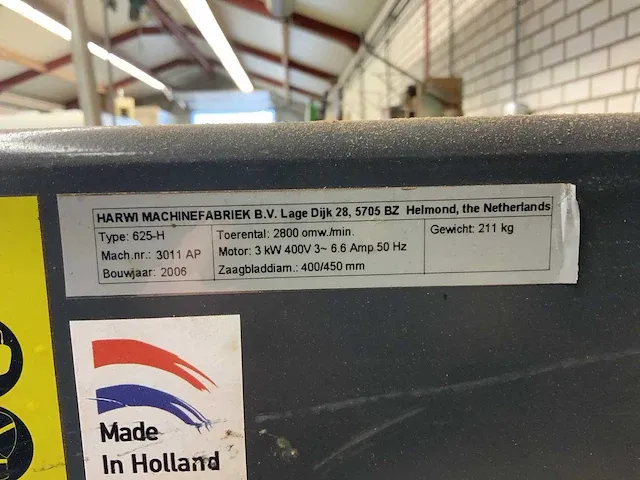 HARWI MACHINEFABRIEK B.V. Lage Dijk 28, 5705 BZ Helmond, the Netherlands
Type: 625-H
Mach.nr.: 3011 AP
Bouwjaar: 2006
Toerental: 2800 omw./min.
Motor: 3 kW 400V 3~ 6.6 Amp 50 Hz
Zaagbladdiam.: 400/450 mm
Gewicht: 211 kg
Made
In Holland